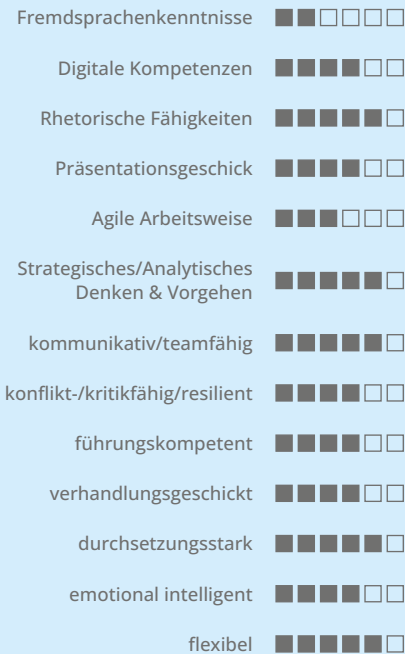 Fremdsprachenkenntnisse
Digitale Kompetenzen
Rhetorische Fähigkeiten
Präsentationsgeschick
Agile Arbeitsweise
Strategisches/Analytisches
Denken & Vorgehen
kommunikativ/teamfähig
konflikt-/kritikfähig/resilient
führungskompetent
verhandlungsgeschickt
durchsetzungsstark
emotional intelligent
flexibel